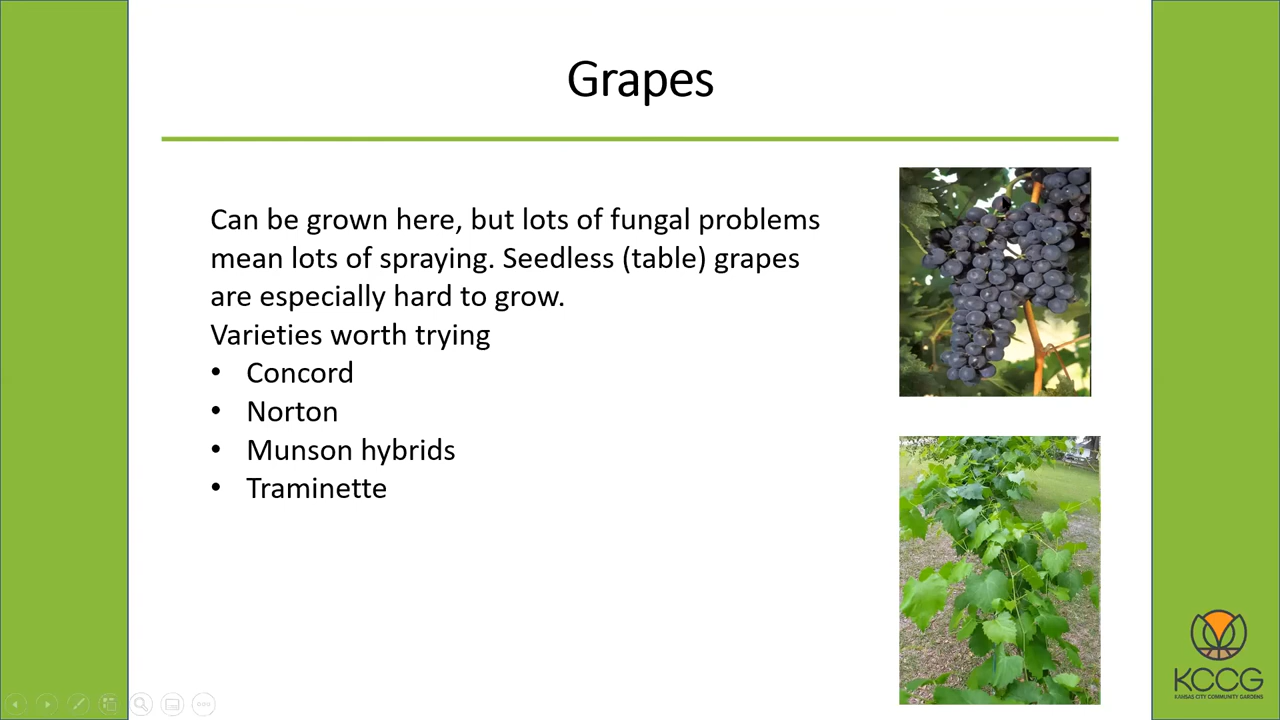 Grapes
Can be grown here, but lots of fungal problems
mean lots of spraying. Seedless (table) grapes
are especially hard to grow.
Varieties worth trying
• Concord
• Norton
• Munson hybrids
• Traminette
KCCG
KANSAS CITY COMMUNITY GARDENS